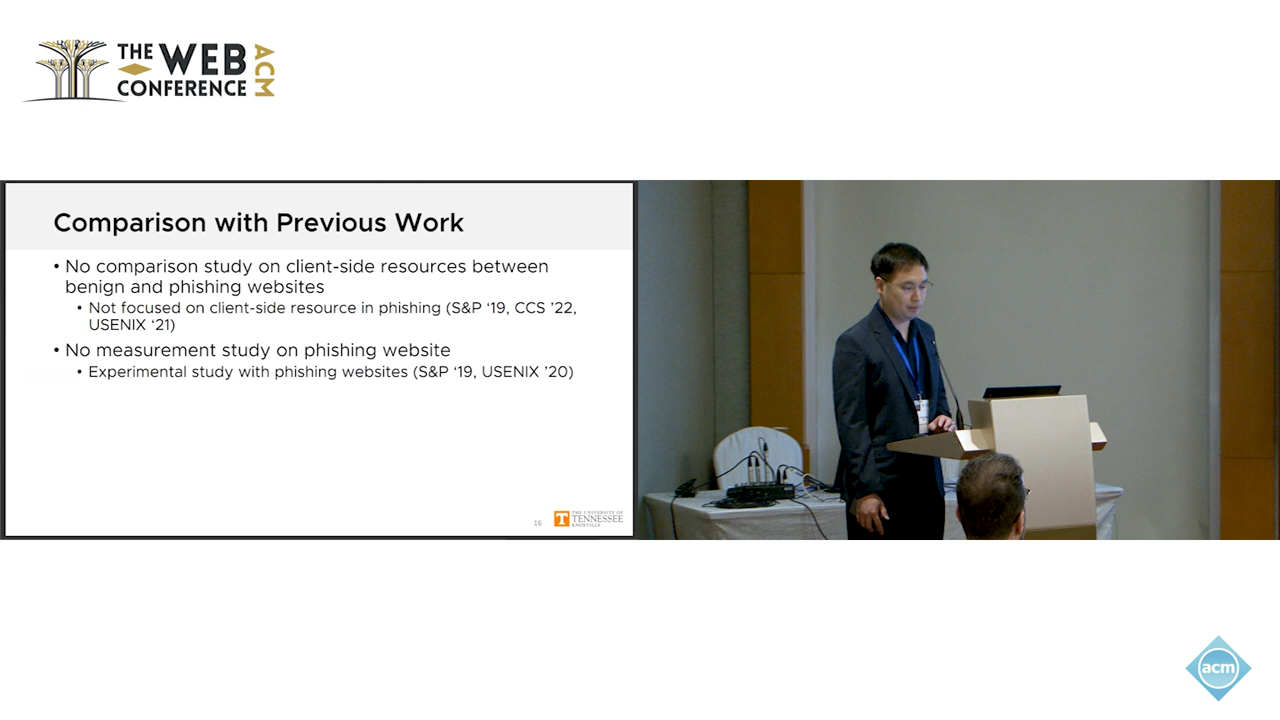 THE WEB
CONFERENCE
ACM
Comparison with Previous Work
• No comparison study on client-side resources between
benign and phishing websites
• Not focused on client-side resource in phishing (S&P ‘19, CCS ’22,
USENIX ‘21)
• No measurement study on phishing website
• Experimental study with phishing websites (S&P ‘19, USENIX ’20)
16
T
THE UNIVERSITY OF
TENNESSEE
KNOXVILLE
acm